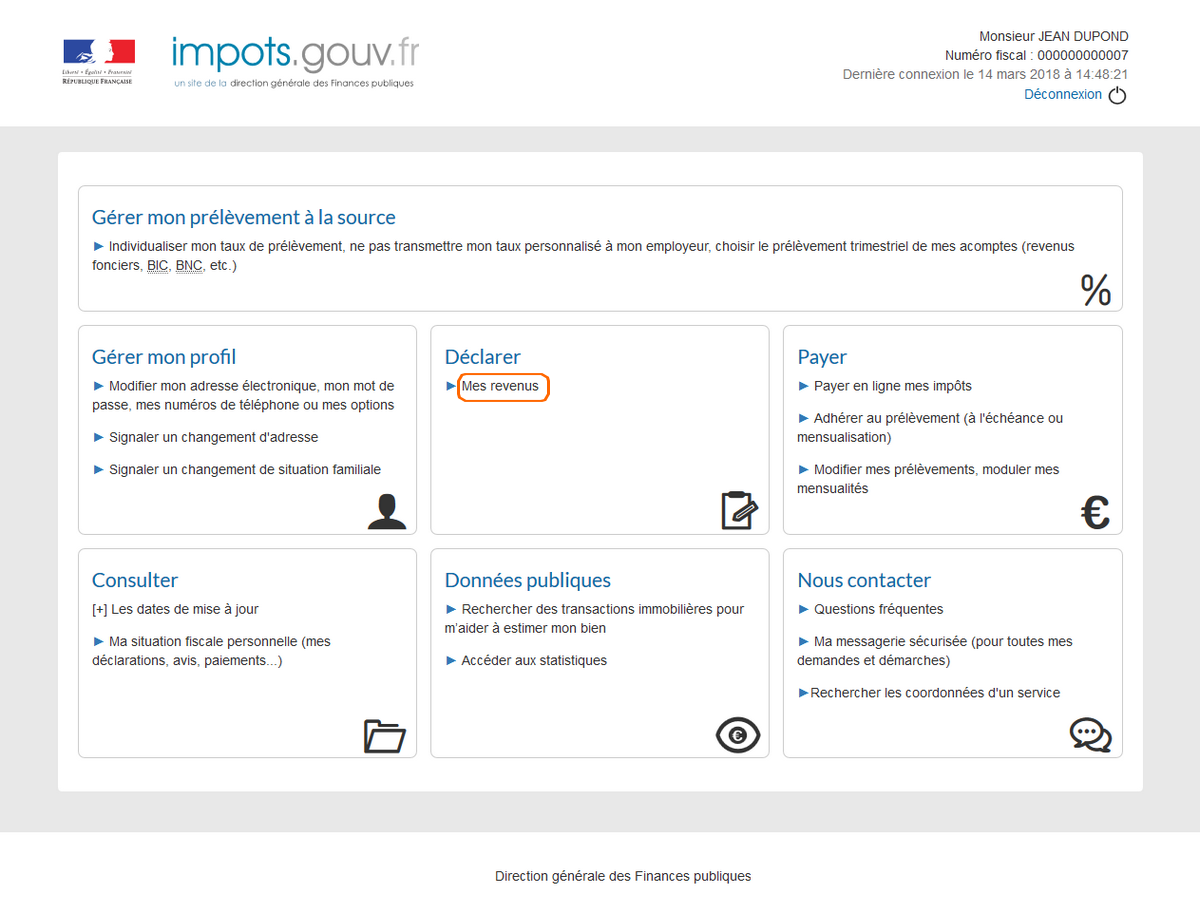 Liberté • Égalité • Fraternité
RÉPUBLIQUE FRANÇAISE
impots.gouv.fr
un site de la direction générale des Finances publiques
Monsieur JEAN DUPOND
Numéro fiscal : 000000000007
Dernière connexion le 14 mars 2018 à 14:48:21
Déconnexion
Gérer mon prélèvement à la source
► Individualiser mon taux de prélèvement, ne pas transmettre mon taux personnalisé à mon employeur, choisir le prélèvement trimestriel de mes acomptes (revenus
fonciers, BIC, BNC, etc.)
%
Gérer mon profil
► Modifier mon adresse électronique, mon mot de
passe, mes numéros de téléphone ou mes options
► Signaler un changement d'adresse
► Signaler un changement de situation familiale
Déclarer
► Mes revenus
Payer
► Payer en ligne mes impôts
► Adhérer au prélèvement (à l'échéance ou
mensualisation)
► Modifier mes prélèvements, moduler mes
mensualités
€
Consulter
[+] Les dates de mise à jour
► Ma situation fiscale personnelle (mes
déclarations, avis, paiements...)
Données publiques
► Rechercher des transactions immobilières pour
m’aider à estimer mon bien
► Accéder aux statistiques
€
Nous contacter
► Questions fréquentes
► Ma messagerie sécurisée (pour toutes mes
demandes et démarches)
►Rechercher les coordonnées d'un service
Direction générale des Finances publiques